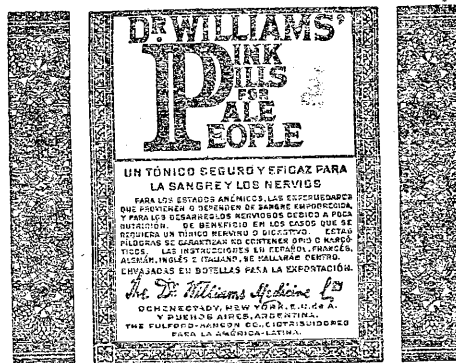 DR. WILLIAMS'
PINK
PILLS
FOR
PALE
PEOPLE
UN TÓNICO SEGURO Y EFICAZ PARA
LA SANGRE Y LOS NERVIOS
PARA LOS ESTADOS ANÉMICOS, LAS ENFERMEDADES
QUE PROVIENEN O DEPENDEN DE SANGRE EMPOBRECIDA,
Y PARA LOS DESARREGLOS NERVIOSOS DEBIDO A POCA
NUTRICIÓN. DE BENEFICIO EN LOS CASOS QUE SE
REQUIERA UN TÓNICO NERVINO O DIGESTIVO. ESTAS
PÍLDORAS SE GARANTIZAN NO CONTENER OPIO O NARCÓ-
TICOS. LAS INSTRUCCIONES EN ESPAÑOL, FRANCÉS,
ALEMÁN, INGLÉS E ITALIANO, SE HALLARÁN DENTRO.
ENVASADAS EN BOTELLAS PARA LA EXPORTACIÓN.
The Dr. Williams Medicine Co
SCHENECTADY, NEW YORK, E.U. de A.
Y BUENOS AIRES, ARGENTINA.
THE FULFORD-HANSON CO., DISTRIBUIDORES
PARA LA AMÉRICA-LATINA.